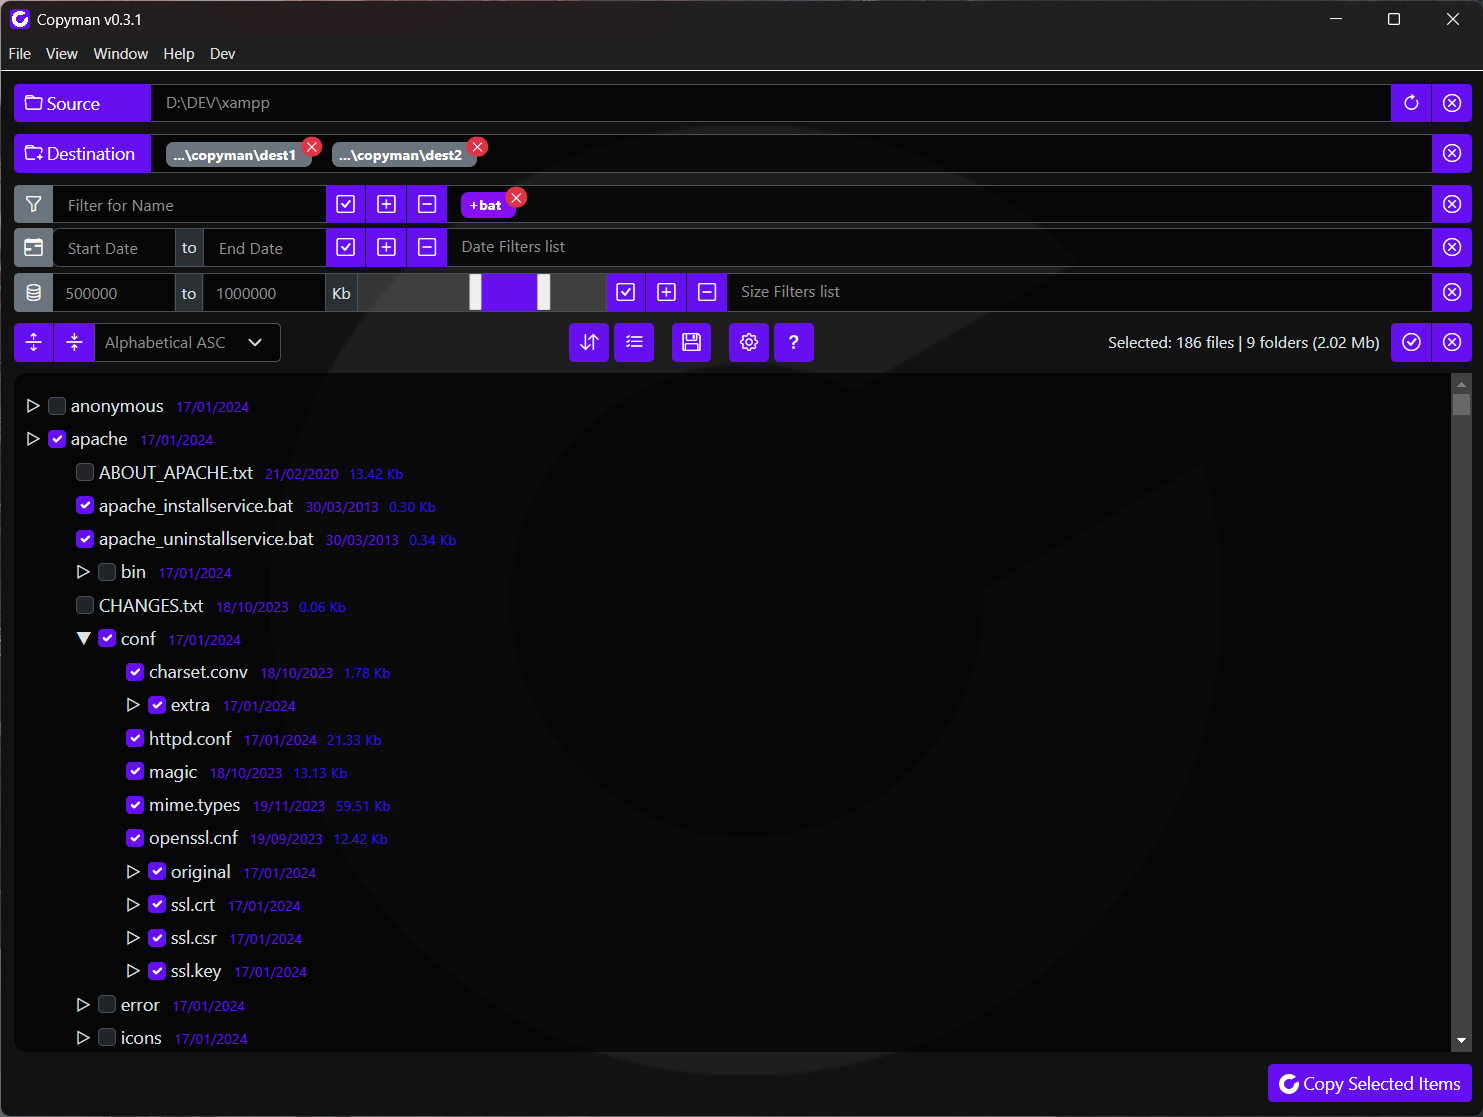 Copyman v0.3.1
File View Window Help Dev
Source D:\DEV\xampp
Destination ...\copyman\dest1 ...\copyman\dest2
Filter for Name +bat
Start Date to End Date Date Filters list
500000 to 1000000 Kb Size Filters list
Alphabetical ASC ? Selected: 186 files | 9 folders (2.02 Mb)
anonymous 17/01/2024
apache 17/01/2024
ABOUT_APACHE.txt 21/02/2020 13.42 Kb
apache_installservice.bat 30/03/2013 0.30 Kb
apache_uninstallservice.bat 30/03/2013 0.34 Kb
bin 17/01/2024
CHANGES.txt 18/10/2023 0.06 Kb
conf 17/01/2024
charset.conv 18/10/2023 1.78 Kb
extra 17/01/2024
httpd.conf 17/01/2024 21.33 Kb
magic 18/10/2023 13.13 Kb
mime.types 19/11/2023 59.51 Kb
openssl.cnf 19/09/2023 12.42 Kb
original 17/01/2024
ssl.crt 17/01/2024
ssl.csr 17/01/2024
ssl.key 17/01/2024
error 17/01/2024
icons 17/01/2024
Copy Selected Items